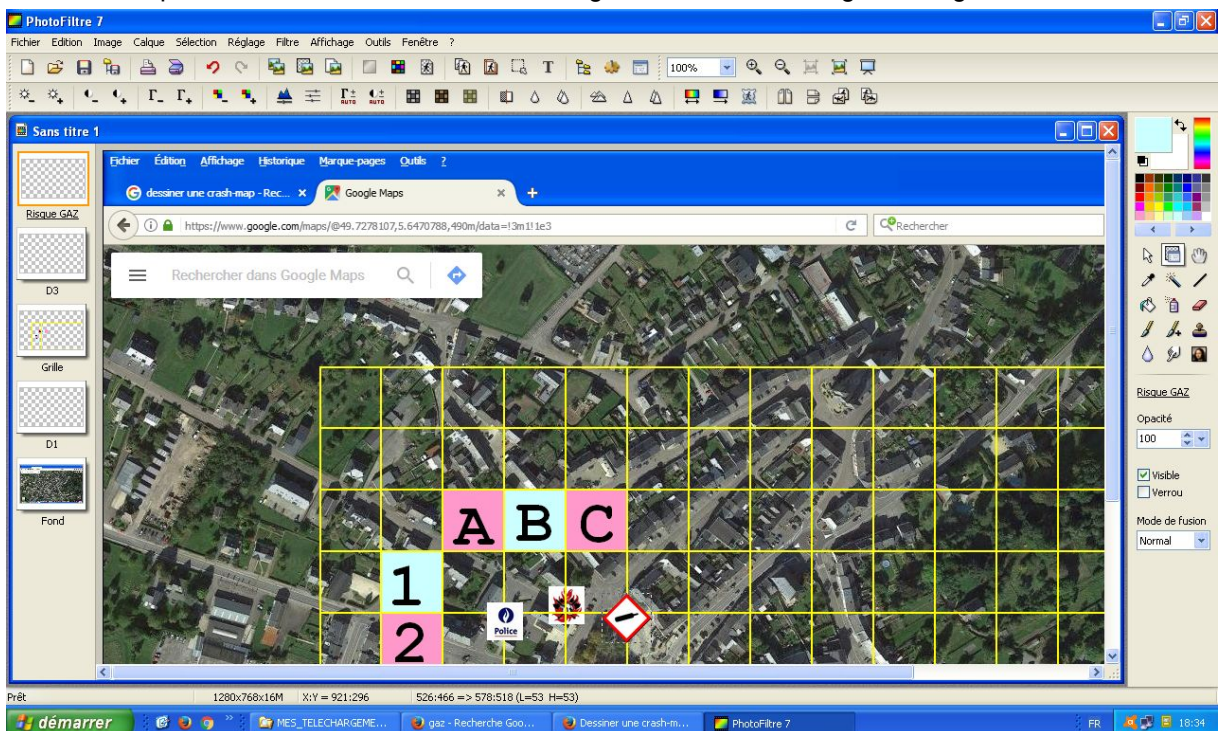 PhotoFiltre 7
Fichier Edition Image Calque Sélection Réglage Filtre Affichage Outils Fenêtre ?
T 100%
Γ± AUTO AUTO
Sans titre 1
Risque GAZ
D3
Grille
D1
Fond
Fichier Édition Affichage Historique Marque-pages Outils ?
dessiner une crash-map - Rec... × Google Maps × +
https://www.google.com/maps/@49.7278107,5.6470788,490m/data=!3m1!1e3
Rechercher
Rechercher dans Google Maps
A B C
1
2
Police
Risque GAZ
Opacité
100
Visible
Verrou
Mode de fusion
Normal
Prêt 1280x768x16M X:Y = 921:296 526:466 => 578:518 (L=53 H=53)
démarrer MES_TELECHARGEME... gaz - Recherche Goo... Dessiner une crash-m... PhotoFiltre 7 FR 18:34